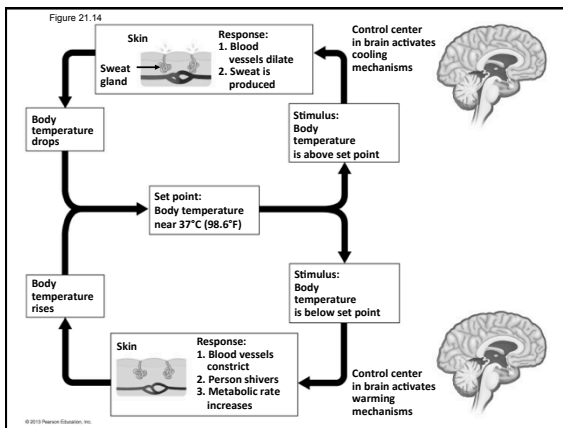 Figure 21.14
Skin
Sweat
gland
Response:
1. Blood
vessels dilate
2. Sweat is
produced
Control center
in brain activates
cooling
mechanisms
Body
temperature
drops
Stimulus:
Body
temperature
is above set point
Set point:
Body temperature
near 37°C (98.6°F)
Body
temperature
rises
Stimulus:
Body
temperature
is below set point
Skin
Response:
1. Blood vessels
constrict
2. Person shivers
3. Metabolic rate
increases
Control center
in brain activates
warming
mechanisms
© 2013 Pearson Education, Inc.